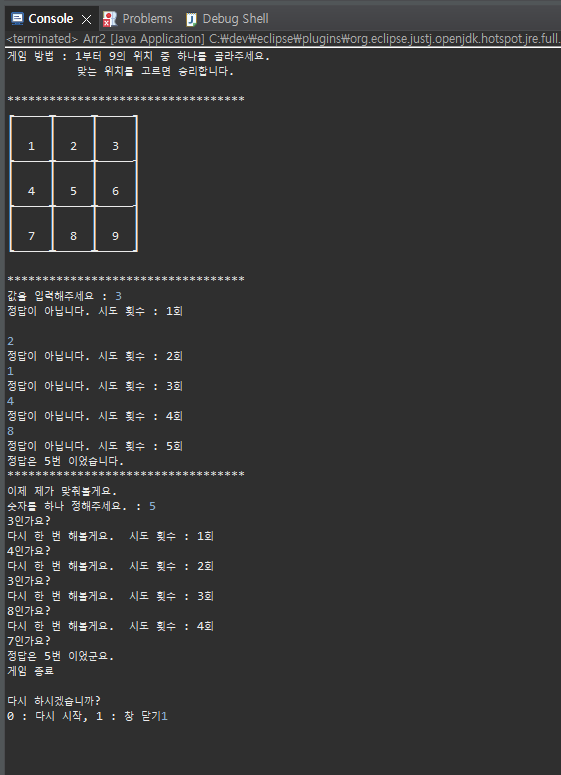 Console Problems Debug Shell
<terminated> Arr2 [Java Application] C:₩dev₩eclipse₩plugins₩org.eclipse.justj.openjdk.hotspot.jre.full.
게임 방법 : 1부터 9의 위치 중 하나를 골라주세요.
맞는 위치를 고르면 승리합니다.
**********************************
1 2 3
4 5 6
7 8 9
**********************************
값을 입력해주세요 : 3
정답이 아닙니다. 시도 횟수 : 1회
2
정답이 아닙니다. 시도 횟수 : 2회
1
정답이 아닙니다. 시도 횟수 : 3회
4
정답이 아닙니다. 시도 횟수 : 4회
8
정답이 아닙니다. 시도 횟수 : 5회
정답은 5번 이었습니다.
**********************************
이제 제가 맞춰볼게요.
숫자를 하나 정해주세요. : 5
3인가요?
다시 한 번 해볼게요.  시도 횟수 : 1회
4인가요?
다시 한 번 해볼게요.  시도 횟수 : 2회
3인가요?
다시 한 번 해볼게요.  시도 횟수 : 3회
8인가요?
다시 한 번 해볼게요.  시도 횟수 : 4회
7인가요?
정답은 5번 이었군요.
게임 종료
다시 하시겠습니까?
0 : 다시 시작, 1 : 창 닫기1